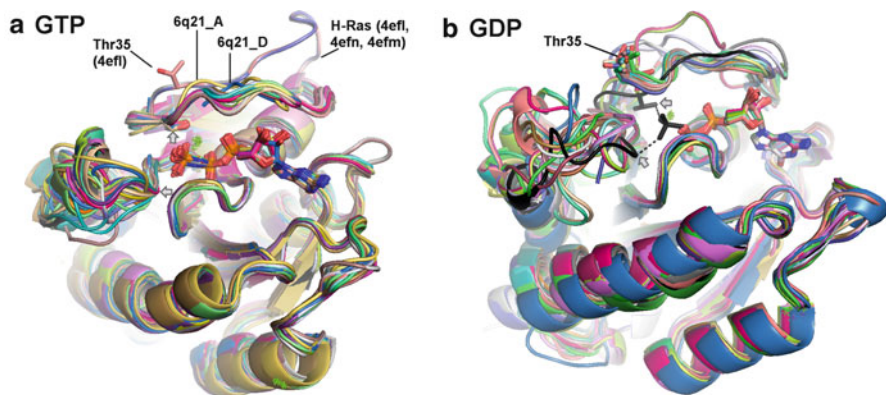 a GTP
6q21_A
H-Ras (4efl,
4efn, 4efm)
Thr35
(4efl)
6q21_D
b GDP
Thr35